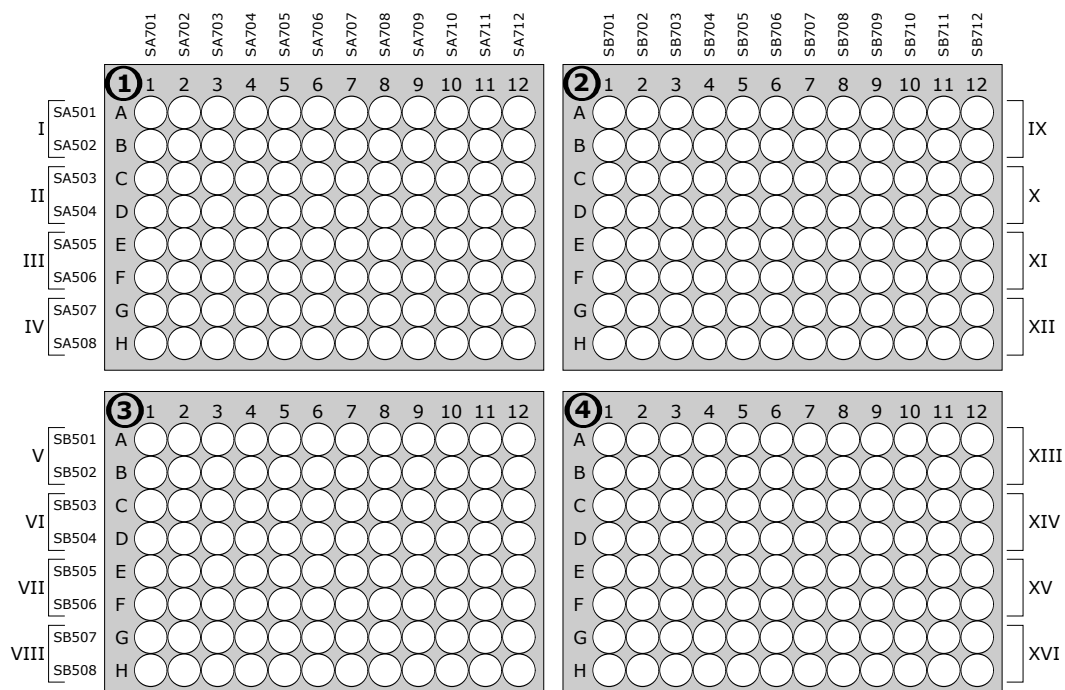 SA701 SA702 SA703 SA704 SA705 SA706 SA707 SA708 SA709 SA710 SA711 SA712
SB701 SB702 SB703 SB704 SB705 SB706 SB707 SB708 SB709 SB710 SB711 SB712
1 1 2 3 4 5 6 7 8 9 10 11 12
I
SA501 A
SA502 B
II
SA503 C
SA504 D
III
SA505 E
SA506 F
IV
SA507 G
SA508 H
2 1 2 3 4 5 6 7 8 9 10 11 12
A
B
IX
C
D
X
E
F
XI
G
H
XII
3 1 2 3 4 5 6 7 8 9 10 11 12
V
SB501 A
SB502 B
VI
SB503 C
SB504 D
VII
SB505 E
SB506 F
VIII
SB507 G
SB508 H
4 1 2 3 4 5 6 7 8 9 10 11 12
A
B
XIII
C
D
XIV
E
F
XV
G
H
XVI